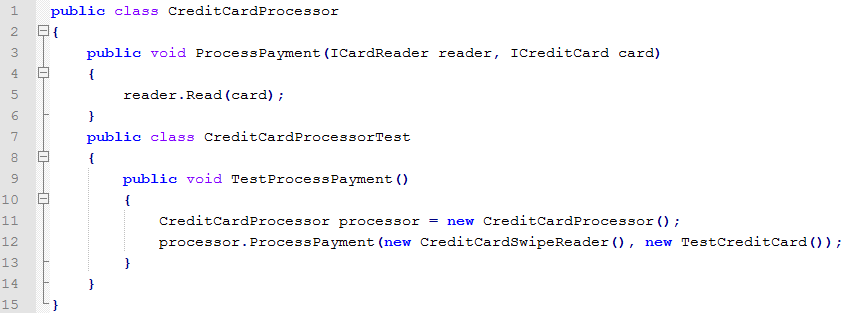 1 public class CreditCardProcessor
2 {
3 public void ProcessPayment(ICardReader reader, ICreditCard card)
4 {
5 reader.Read(card);
6 }
7 public class CreditCardProcessorTest
8 {
9 public void TestProcessPayment()
10 {
11 CreditCardProcessor processor = new CreditCardProcessor();
12 processor.ProcessPayment(new CreditCardSwipeReader(), new TestCreditCard());
13 }
14 }
15 }